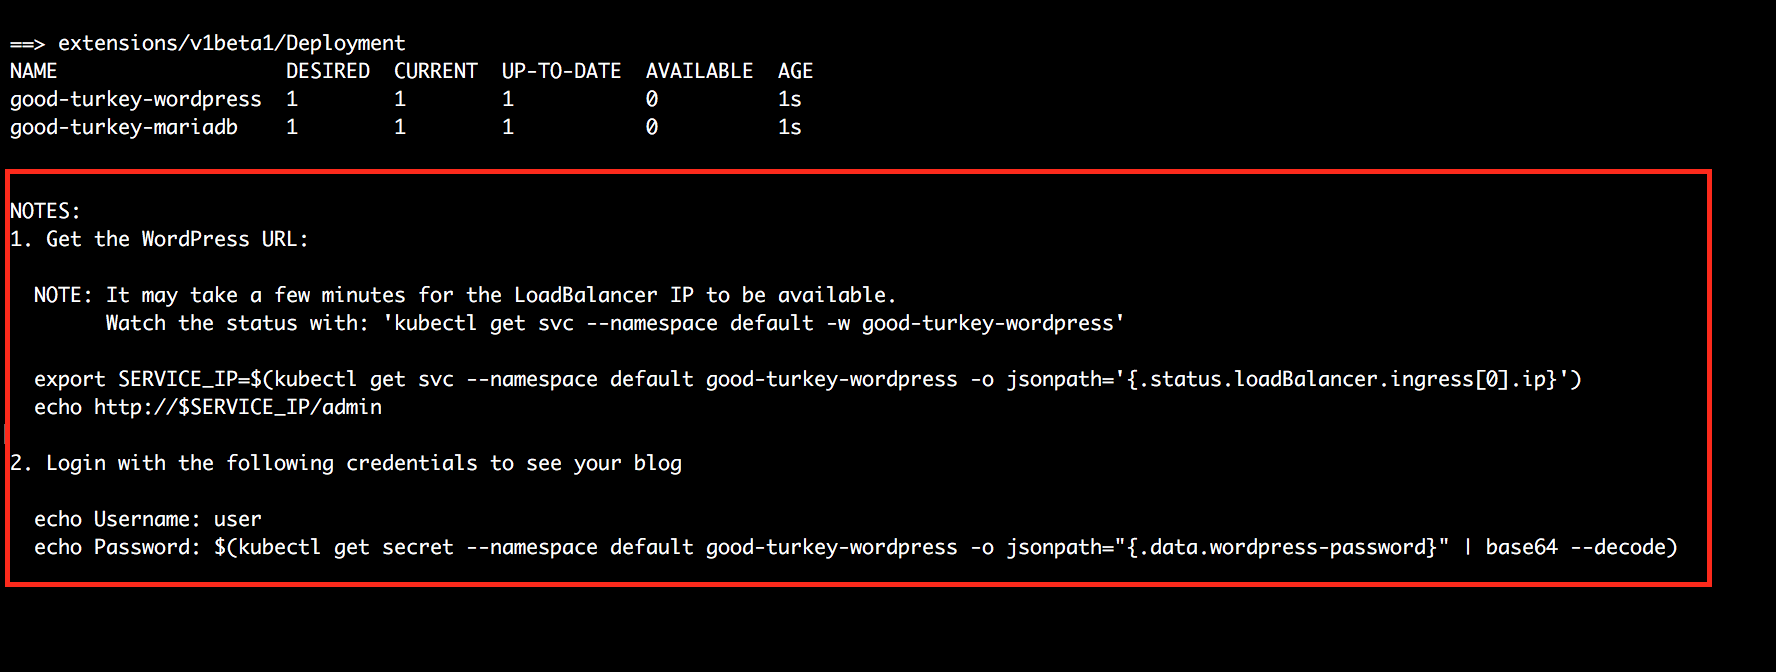 ==> extensions/v1beta1/Deployment
NAME                   DESIRED  CURRENT  UP-TO-DATE  AVAILABLE  AGE
good-turkey-wordpress  1        1        1           0          1s
good-turkey-mariadb    1        1        1           0          1s
NOTES:
1. Get the WordPress URL:
  NOTE: It may take a few minutes for the LoadBalancer IP to be available.
        Watch the status with: 'kubectl get svc --namespace default -w good-turkey-wordpress'
  export SERVICE_IP=$(kubectl get svc --namespace default good-turkey-wordpress -o jsonpath='{.status.loadBalancer.ingress[0].ip}')
  echo http://$SERVICE_IP/admin
2. Login with the following credentials to see your blog
  echo Username: user
  echo Password: $(kubectl get secret --namespace default good-turkey-wordpress -o jsonpath="{.data.wordpress-password}" | base64 --decode)